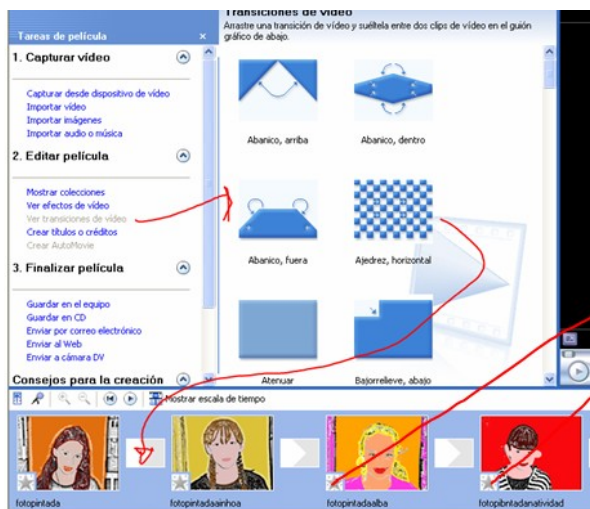 Transiciones de vídeo
Arrastre una transición de vídeo y suéltela entre dos clips de vídeo en el guión
gráfico de abajo.
Tareas de película
1. Capturar vídeo
Capturar desde dispositivo de vídeo
Importar vídeo
Importar imágenes
Importar audio o música
2. Editar película
Mostrar colecciones
Ver efectos de vídeo
Ver transiciones de vídeo
Crear títulos o créditos
Crear AutoMovie
3. Finalizar película
Guardar en el equipo
Guardar en CD
Enviar por correo electrónico
Enviar al Web
Enviar a cámara DV
Consejos para la creación
Abanico, arriba
Abanico, dentro
Abanico, fuera
Ajedrez, horizontal
Atenuar
Bajorrelieve, abajo
Mostrar escala de tiempo
fotopintada
fotopintadaainhoa
fotopintadaalba
fotopibntadanatividad